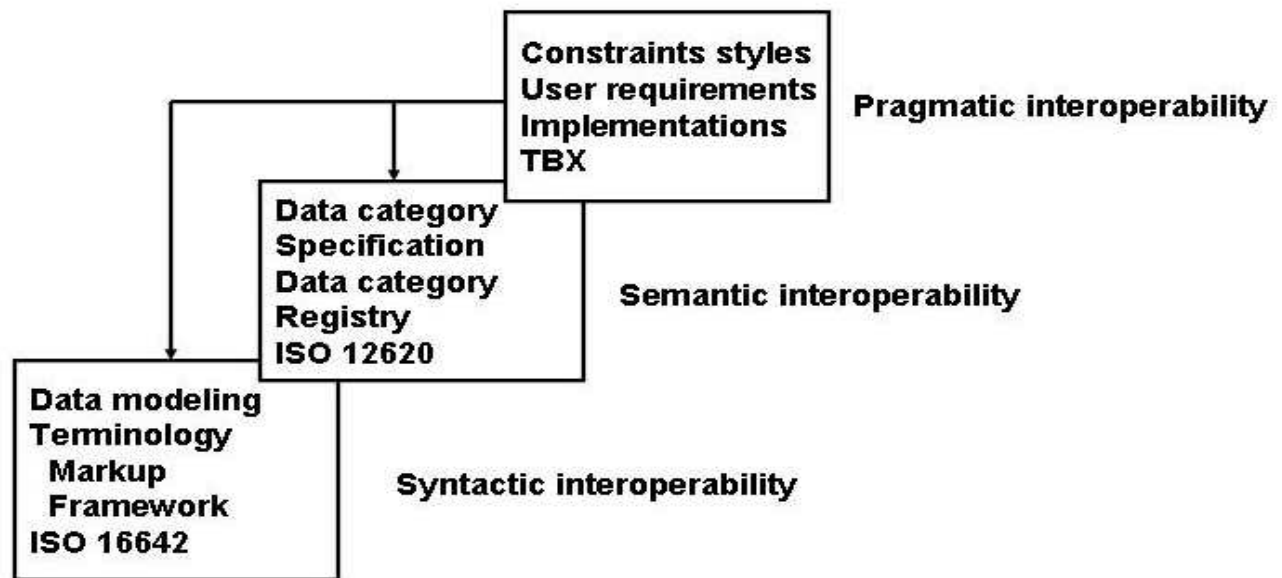 Constraints styles
User requirements
Implementations
TBX
Pragmatic interoperability
Data category
Specification
Data category
Registry
ISO 12620
Semantic interoperability
Data modeling
Terminology
Markup
Framework
ISO 16642
Syntactic interoperability